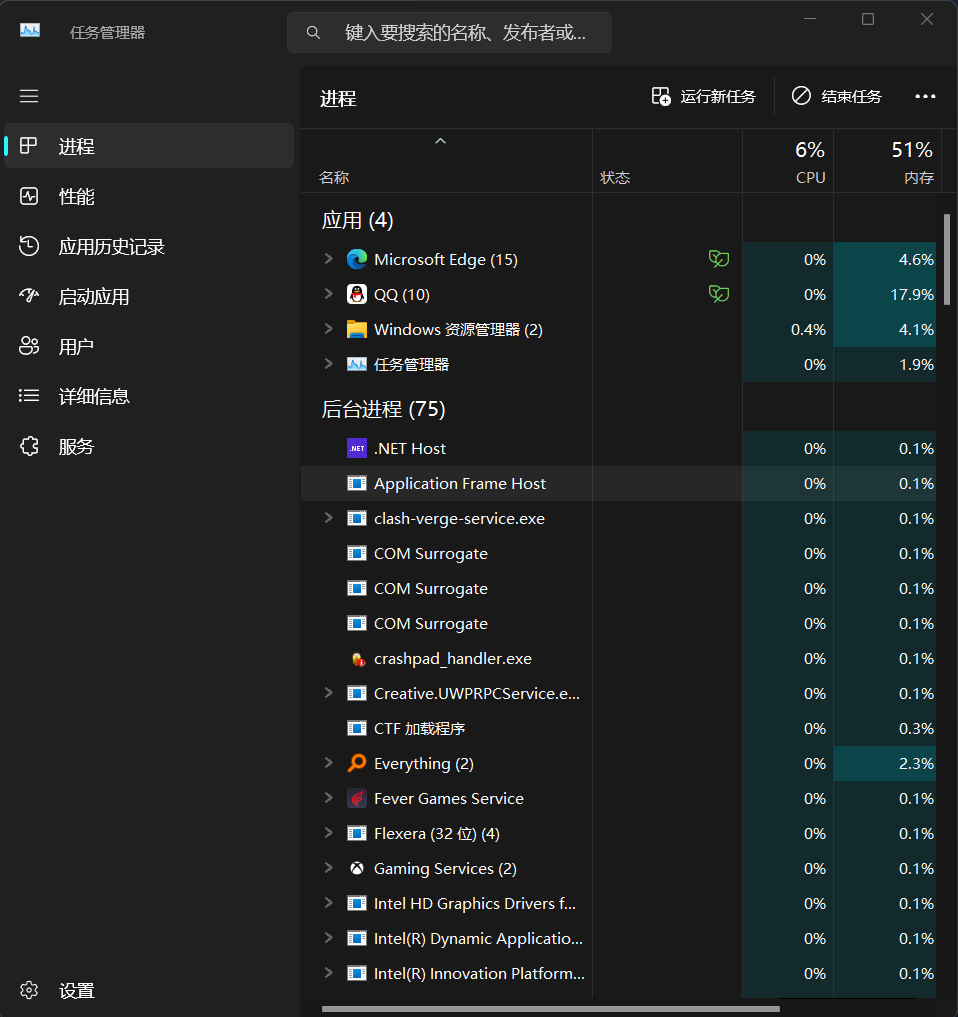 任务管理器
键入要搜索的名称、发布者或...
进程
运行新任务
结束任务
进程
性能
应用历史记录
启动应用
用户
详细信息
服务
设置
6% 51%
名称 状态 CPU 内存
应用 (4)
Microsoft Edge (15) 0% 4.6%
QQ (10) 0% 17.9%
Windows 资源管理器 (2) 0.4% 4.1%
任务管理器 0% 1.9%
后台进程 (75)
.NET .NET Host 0% 0.1%
Application Frame Host 0% 0.1%
clash-verge-service.exe 0% 0.1%
COM Surrogate 0% 0.1%
COM Surrogate 0% 0.1%
COM Surrogate 0% 0.1%
crashpad_handler.exe 0% 0.1%
Creative.UWPRPCService.e... 0% 0.1%
CTF 加载程序 0% 0.3%
Everything (2) 0% 2.3%
Fever Games Service 0% 0.1%
Flexera (32 位) (4) 0% 0.1%
Gaming Services (2) 0% 0.1%
Intel HD Graphics Drivers f... 0% 0.1%
Intel(R) Dynamic Applicatio... 0% 0.1%
Intel(R) Innovation Platform... 0% 0.1%